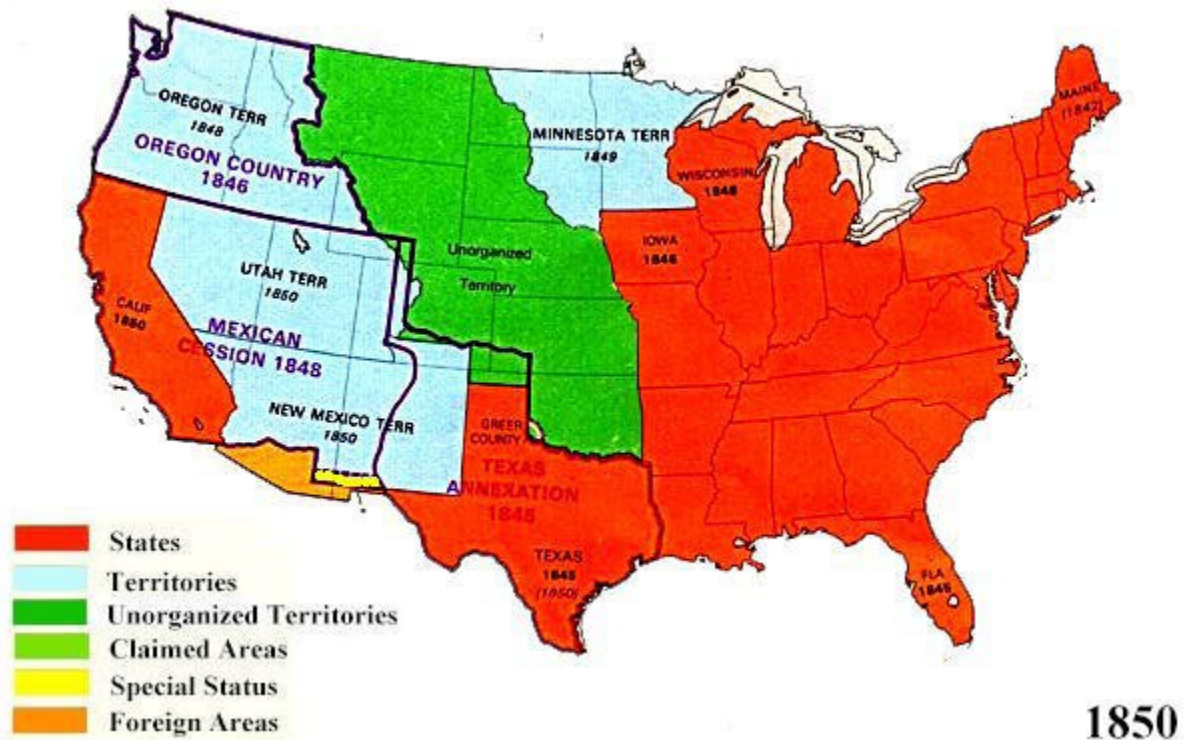 OREGON TERR
1848
OREGON COUNTRY
1846
MINNESOTA TERR
1849
WISCONSIN
1848
MAINE
(1842)
IOWA
1846
Unorganized
Territory
UTAH TERR
1850
CALIF
1850
MEXICAN
CESSION 1848
NEW MEXICO TERR
1850
GREER
COUNTY
TEXAS
ANNEXATION
1845
TEXAS
1845
(1850)
FLA
1845
States
Territories
Unorganized Territories
Claimed Areas
Special Status
Foreign Areas
1850